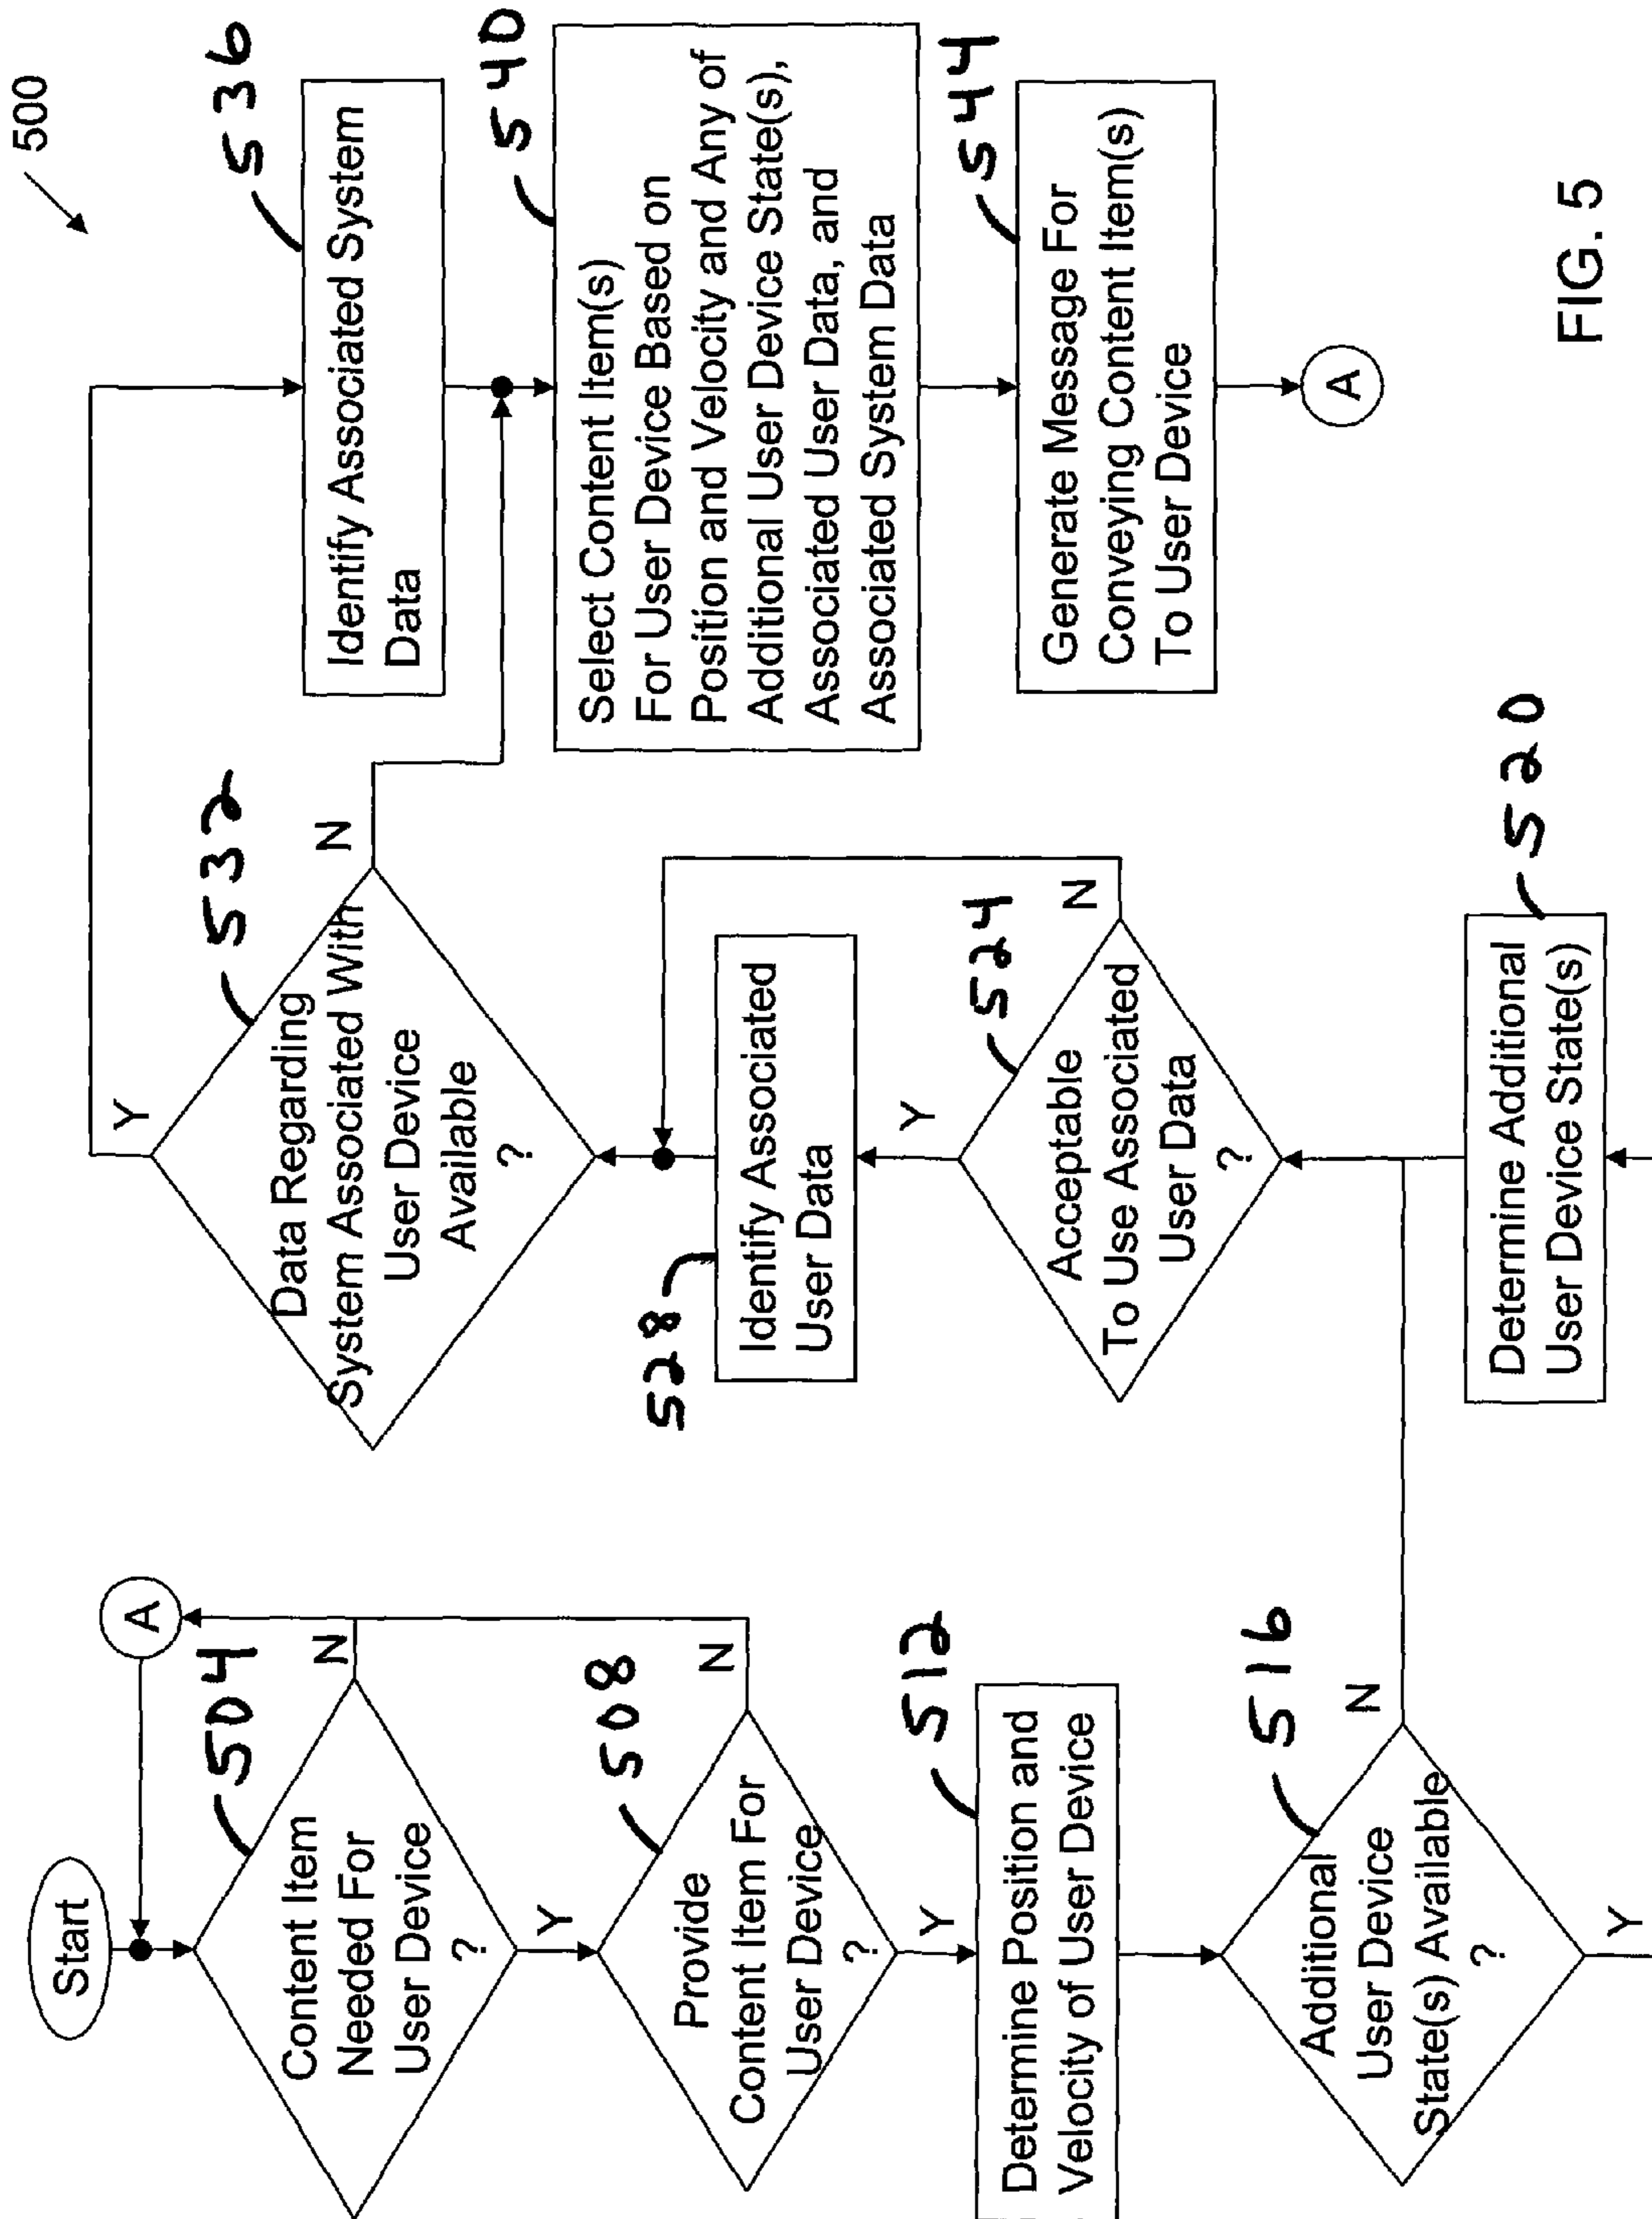 500
Start
A
Content Item
Needed For
User Device
?
504
N
Y
Provide
Content Item For
User Device
?
508
N
Y
Determine Position and
Velocity of User Device
512
Additional
User Device
State(s) Available
?
516
N
Y
Determine Additional
User Device State(s)
520
Acceptable
To Use Associated
User Data
?
524
N
Y
Identify Associated
User Data
528
Data Regarding
System Associated With
User Device
Available
?
532
N
Y
Identify Associated System
Data
536
Select Content Item(s)
For User Device Based on
Position and Velocity and Any of
Additional User Device State(s),
Associated User Data, and
Associated System Data
540
Generate Message For
Conveying Content Item(s)
To User Device
544
A
FIG. 5